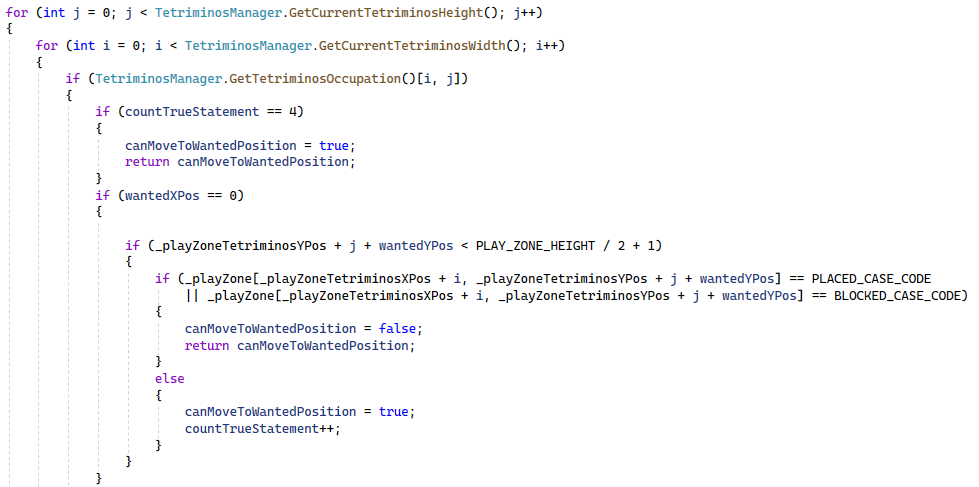 for (int j = 0; j < TetriminosManager.GetCurrentTetriminosHeight(); j++)
{
    for (int i = 0; i < TetriminosManager.GetCurrentTetriminosWidth(); i++)
    {
        if (TetriminosManager.GetTetriminosOccupation()[i, j])
        {
            if (countTrueStatement == 4)
            {
                canMoveToWantedPosition = true;
                return canMoveToWantedPosition;
            }
            if (wantedXPos == 0)
            {
                if (_playZoneTetriminosYPos + j + wantedYPos < PLAY_ZONE_HEIGHT / 2 + 1)
                {
                    if (_playZone[_playZoneTetriminosXPos + i, _playZoneTetriminosYPos + j + wantedYPos] == PLACED_CASE_CODE
                        || _playZone[_playZoneTetriminosXPos + i, _playZoneTetriminosYPos + j + wantedYPos] == BLOCKED_CASE_CODE)
                    {
                        canMoveToWantedPosition = false;
                        return canMoveToWantedPosition;
                    }
                    else
                    {
                        canMoveToWantedPosition = true;
                        countTrueStatement++;
                    }
                }
            }